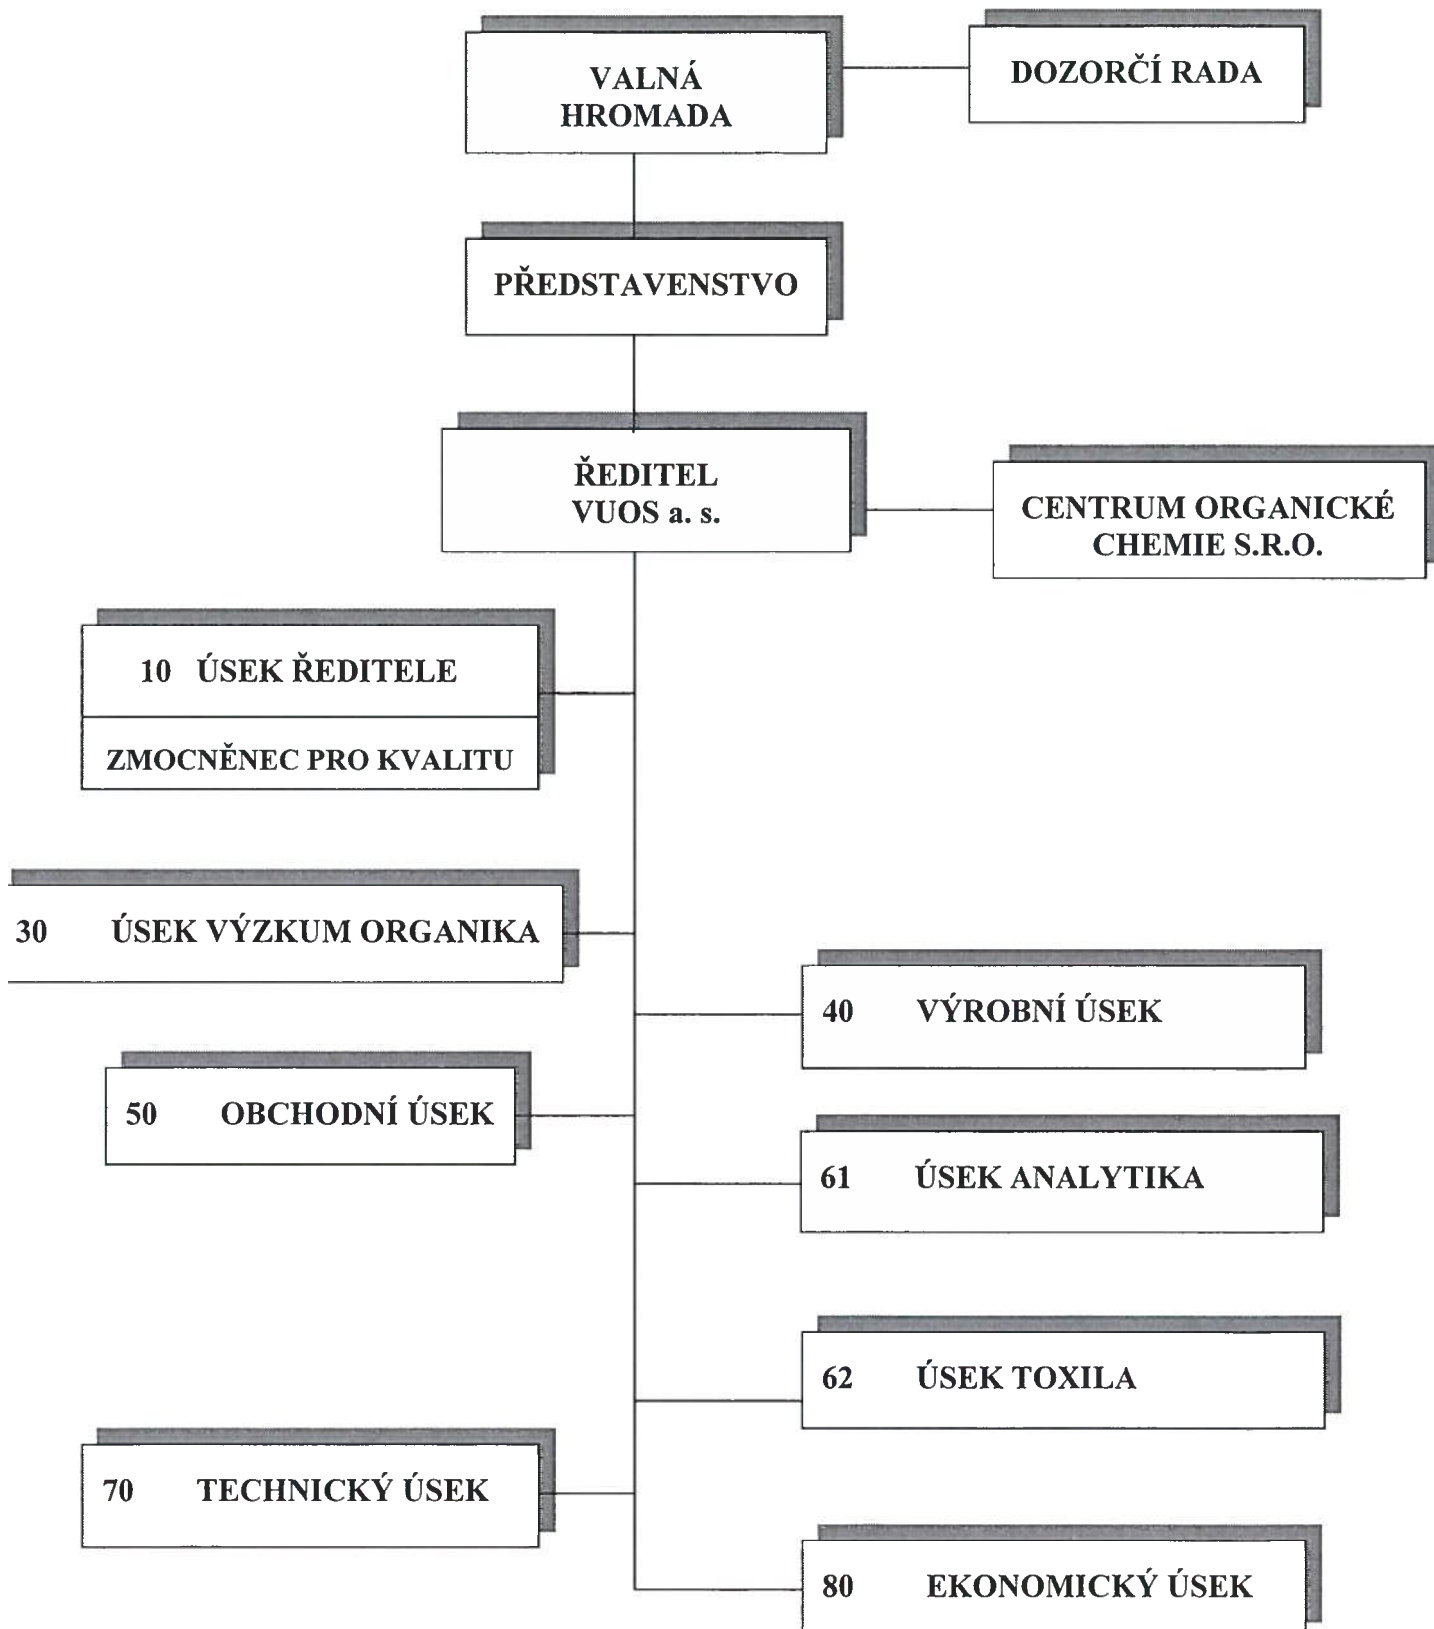 VALNÁ
HROMADA
DOZORČÍ RADA
PŘEDSTAVENSTVO
ŘEDITEL
VUOS a. s.
CENTRUM ORGANICKÉ
CHEMIE S.R.O.
10 ÚSEK ŘEDITELE
ZMOCNĚNEC PRO KVALITU
30 ÚSEK VÝZKUM ORGANIKA
40 VÝROBNÍ ÚSEK
50 OBCHODNÍ ÚSEK
61 ÚSEK ANALYTIKA
62 ÚSEK TOXILA
70 TECHNICKÝ ÚSEK
80 EKONOMICKÝ ÚSEK